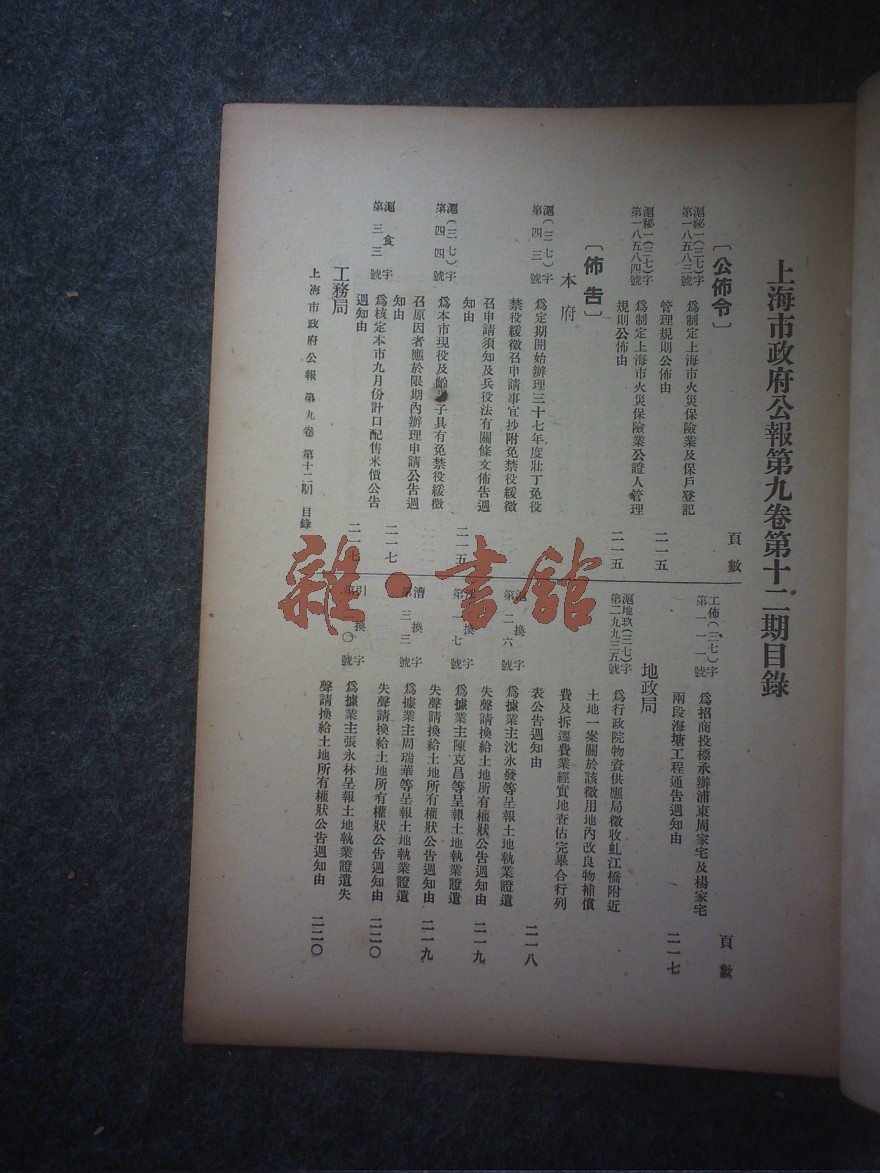 上海市政府公報第九卷第十二期目錄
頁數
〔公佈令〕
滬祕一(三七)字
第一八五八三號
爲制定上海市火災保險業及保戶登記
管理規則公佈由
二一五
滬秘一(三七)字
第一八五八四號
爲制定上海市火災保險業公證人管理
規則公佈由
二一五
〔佈告〕
本府
滬(三七)字
第四三號
爲定期開始辦理三十七年度壯丁免役
禁役緩徵召申請事宜抄附免禁役緩徵
召申請須知及兵役法有關條文佈告週
知由
二一五
滬(三七)字
第四四號
爲本市現役及齡男子具有免禁役緩徵
召原因者應於限期內辦理申請公告週
知由
二一七
滬食字
第三三號
爲核定本市九月份計口配售米價公告
週知由
二一七
工務局
上海市政府公報 第九卷 第十二期 目錄
頁數
工佈(三七)字
第一一一號
爲招商投標承辦浦東周家宅及楊家宅
兩段海塘工程通告週知由
二一七
地政局
滬地玖(三七)字
第二九九三五號
爲行政院物資供應局徵收虬江橋附近
土地一案關於該徵用地內改良物補償
費及拆遷費業經實地查估完畢合行列
表公告週知由
二一八
滬換字
第二六號
爲據業主沈永發等呈報土地執業證遺
失聲請換給土地所有權狀公告週知由
二一九
換字
第一七號
爲據業主陳克昌等呈報土地執業證遺
失聲請換給土地所有權狀公告週知由
二一九
漕換字
第三三號
爲據業主周瑞華等呈報土地執業證遺
失聲請換給土地所有權狀公告週知由
二二〇
引換字
第一〇號
爲據業主張永林呈報土地執業證遺失
聲請換給土地所有權狀公告週知由
二二〇
雜·書館